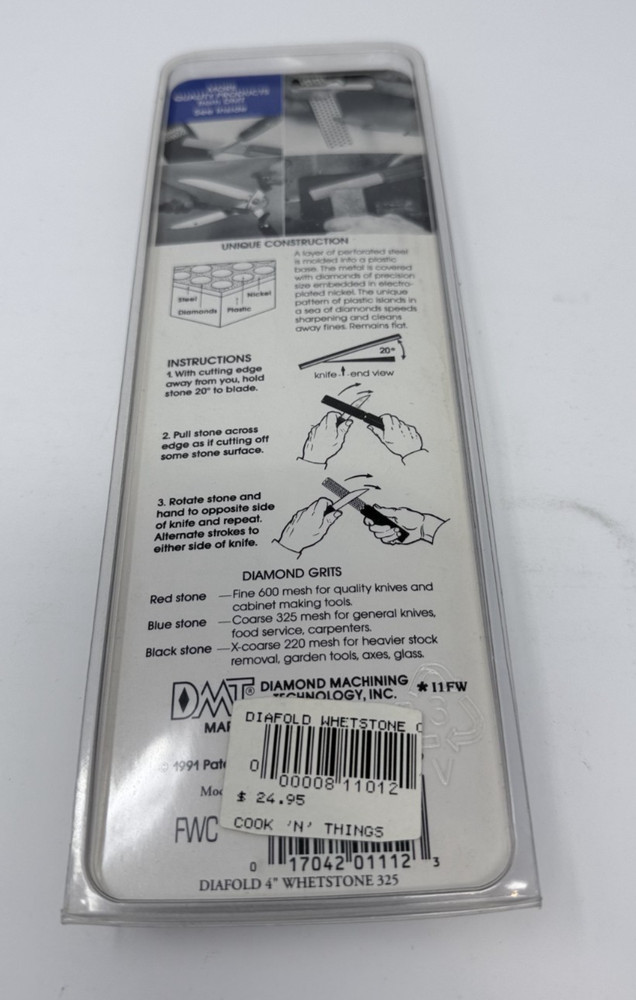 QUALITY PRODUCTS
from DMT
See Inside
UNIQUE CONSTRUCTION
A layer of perforated steel
is molded into a plastic
base. The metal is covered
with diamonds of precision
size embedded in electro-
plated nickel. The unique
pattern of plastic islands in
a sea of diamonds speeds
sharpening and cleans
away fines. Remains flat.
Steel
Nickel
Diamonds
Plastic
INSTRUCTIONS
1. With cutting edge
away from you, hold
stone 20° to blade.
20°
knife end view
2. Pull stone across
edge as if cutting off
some stone surface.
3. Rotate stone and
hand to opposite side
of knife and repeat.
Alternate strokes to
either side of knife.
DIAMOND GRITS
Red stone — Fine 600 mesh for quality knives and
cabinet making tools.
Blue stone — Coarse 325 mesh for general knives,
food service, carpenters.
Black stone — X-coarse 220 mesh for heavier stock
removal, garden tools, axes, glass.
DMT® DIAMOND MACHINING
TECHNOLOGY, INC.
*11FW
MAR
© 1991 Pate
DIAFOLD WHETSTONE C
0 00008 11012
$ 24.95
COOK 'N' THINGS
FWC
0 17042 01112 3
DIAFOLD 4" WHETSTONE 325